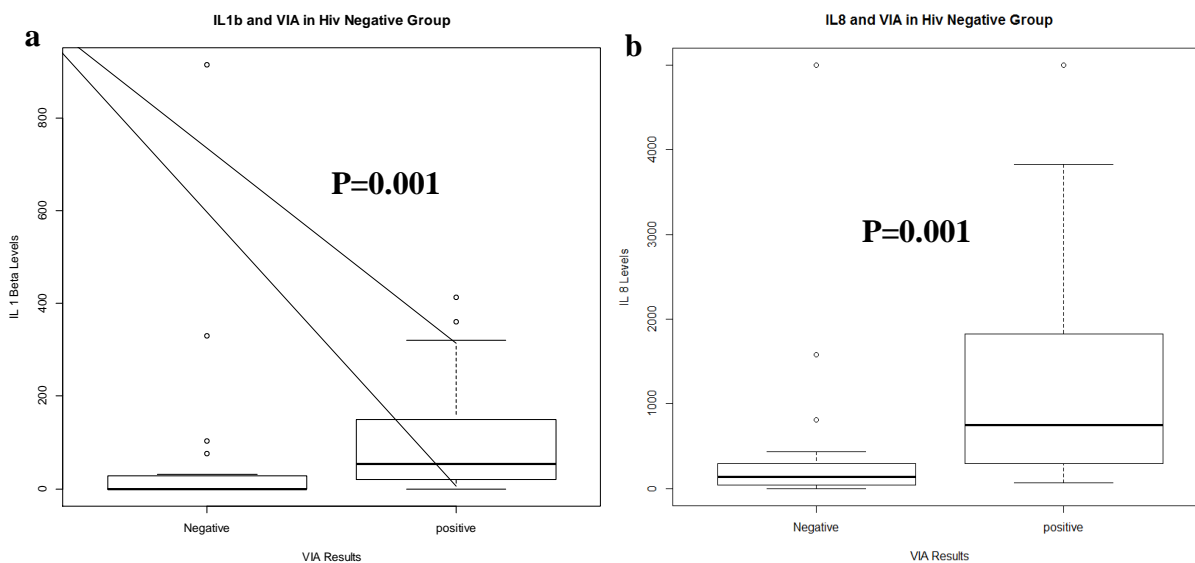 a
IL1b and VIA in Hiv Negative Group
IL 1 Beta Levels
800
600
400
200
0
P=0.001
Negative
positive
VIA Results
b
IL8 and VIA in Hiv Negative Group
IL 8 Levels
5000
4000
3000
2000
1000
0
P=0.001
Negative
positive
VIA Results